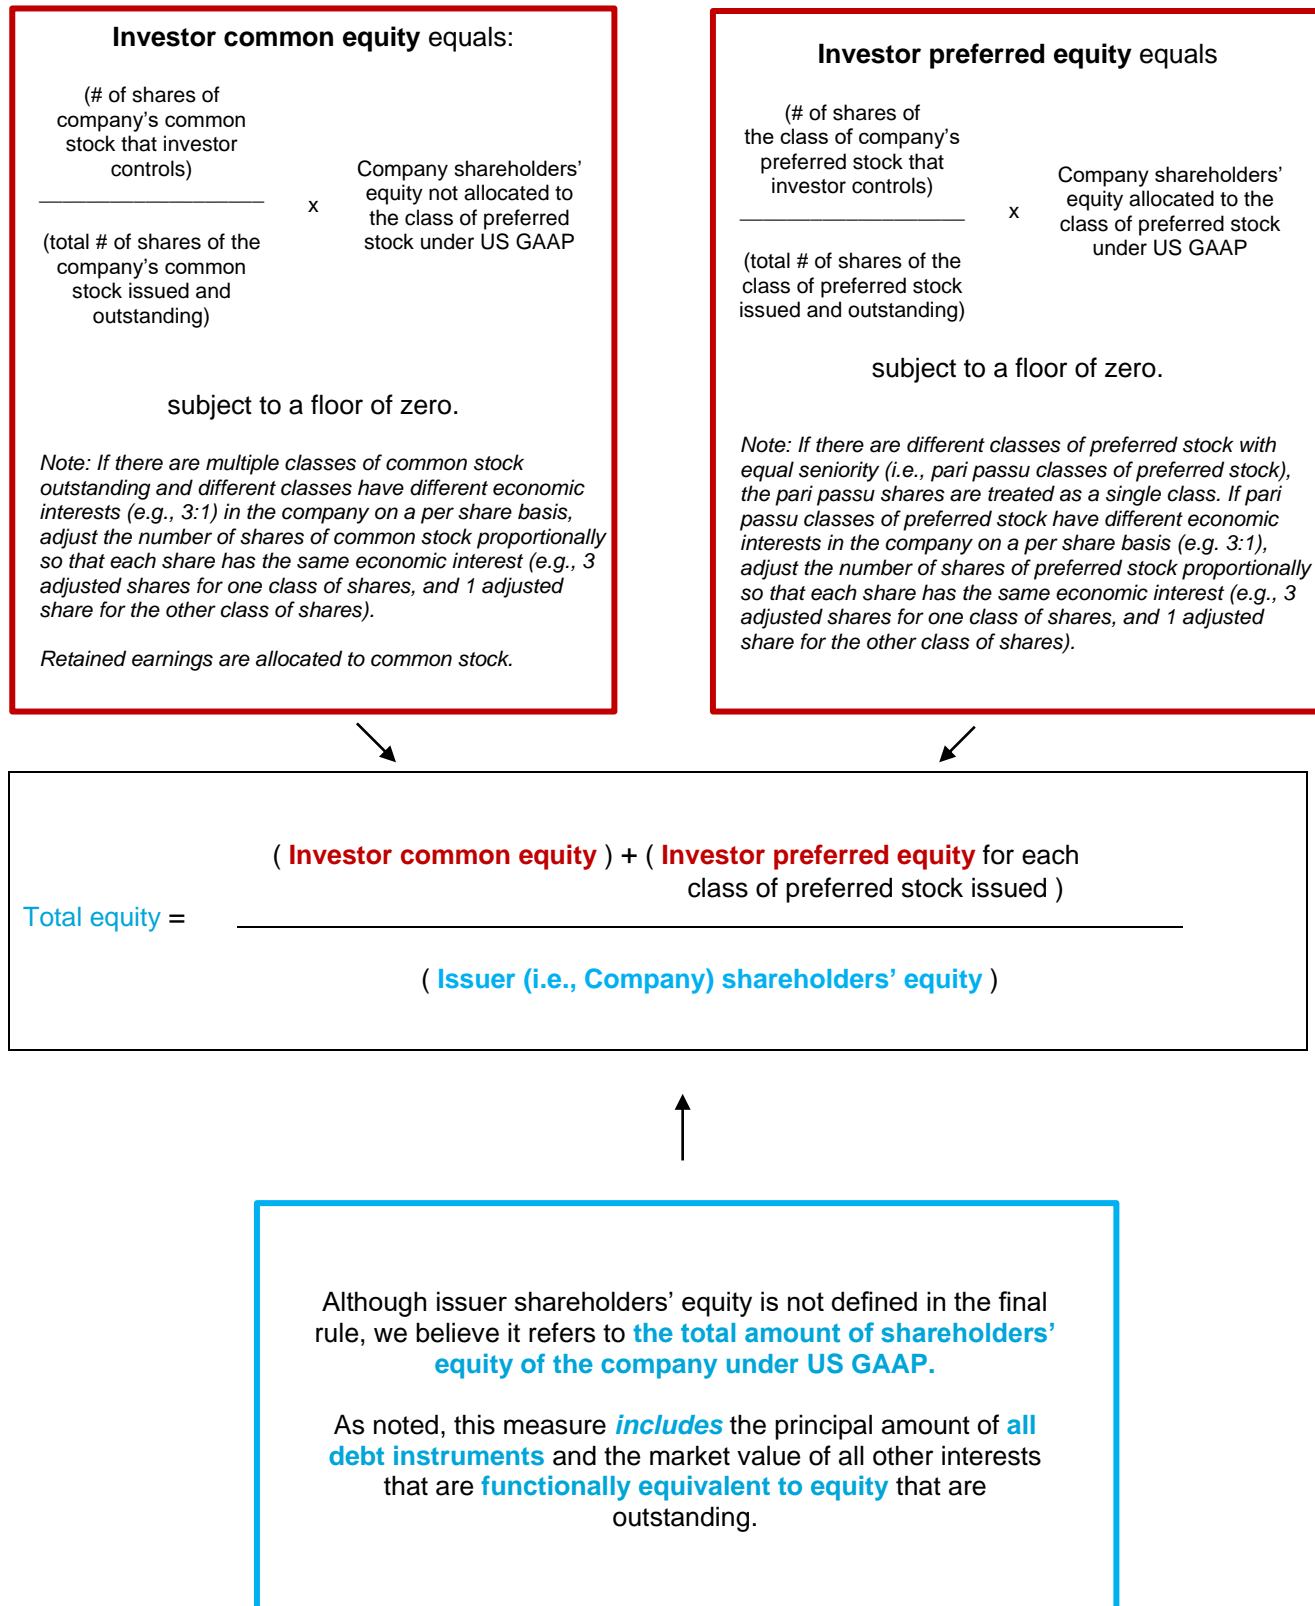 Investor common equity equals:
(# of shares of
company’s common
stock that investor
controls)
(total # of shares of the
company’s common
stock issued and
outstanding)
x
Company shareholders’
equity not allocated to
the class of preferred
stock under US GAAP
subject to a floor of zero.
Note: If there are multiple classes of common stock
outstanding and different classes have different economic
interests (e.g., 3:1) in the company on a per share basis,
adjust the number of shares of common stock proportionally
so that each share has the same economic interest (e.g., 3
adjusted shares for one class of shares, and 1 adjusted
share for the other class of shares).
Retained earnings are allocated to common stock.
Investor preferred equity equals
(# of shares of
the class of company’s
preferred stock that
investor controls)
(total # of shares of the
class of preferred stock
issued and outstanding)
x
Company shareholders’
equity allocated to the
class of preferred stock
under US GAAP
subject to a floor of zero.
Note: If there are different classes of preferred stock with
equal seniority (i.e., pari passu classes of preferred stock),
the pari passu shares are treated as a single class. If pari
passu classes of preferred stock have different economic
interests in the company on a per share basis (e.g. 3:1),
adjust the number of shares of preferred stock proportionally
so that each share has the same economic interest (e.g., 3
adjusted shares for one class of shares, and 1 adjusted
share for the other class of shares).
( Investor common equity ) + ( Investor preferred equity for each
class of preferred stock issued )
Total equity =
( Issuer (i.e., Company) shareholders’ equity )
Although issuer shareholders’ equity is not defined in the final
rule, we believe it refers to the total amount of shareholders’
equity of the company under US GAAP.
As noted, this measure includes the principal amount of all
debt instruments and the market value of all other interests
that are functionally equivalent to equity that are
outstanding.